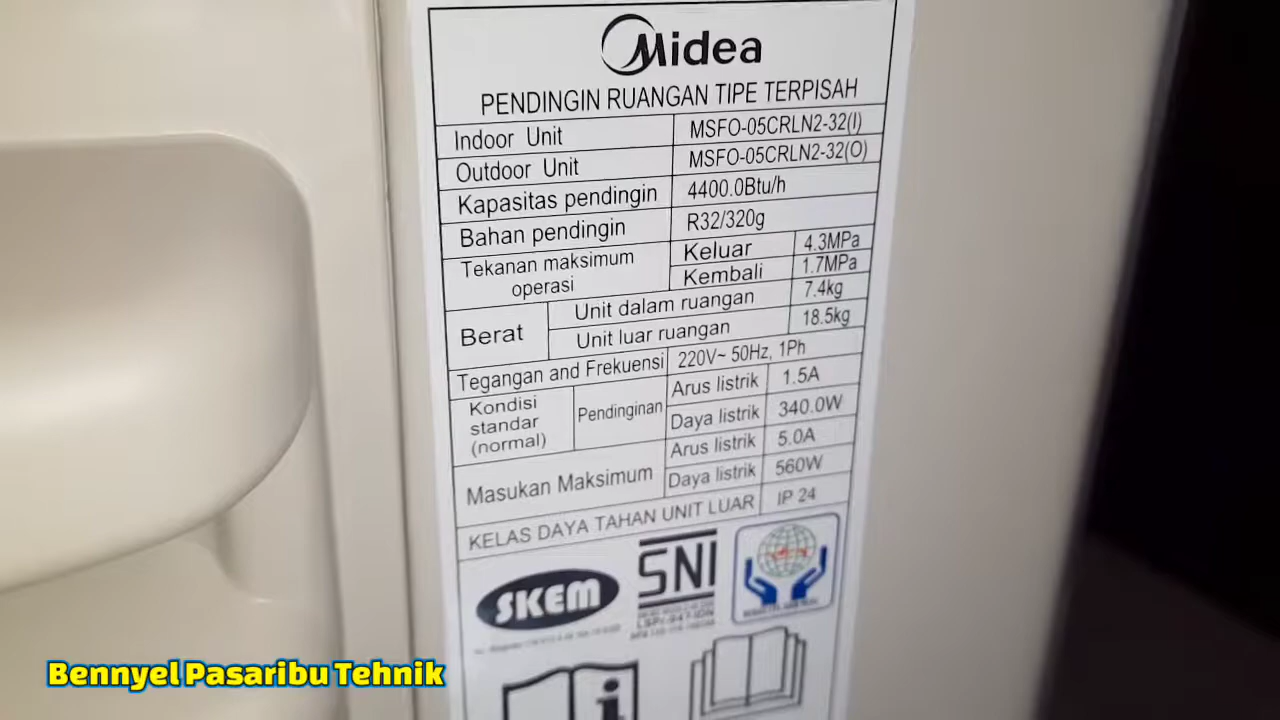 Midea
PENDINGIN RUANGAN TIPE TERPISAH
Indoor Unit MSFO-05CRLN2-32(I)
Outdoor Unit MSFO-05CRLN2-32(O)
Kapasitas pendingin 4400.0Btu/h
Bahan pendingin R32/320g
Tekanan maksimum operasi Keluar 4.3MPa
Kembali 1.7MPa
Berat Unit dalam ruangan 7.4kg
Unit luar ruangan 18.5kg
Tegangan and Frekuensi 220V~ 50Hz, 1Ph
Kondisi standar (normal) Pendinginan Arus listrik 1.5A
Daya listrik 340.0W
Masukan Maksimum Arus listrik 5.0A
Daya listrik 560W
KELAS DAYA TAHAN UNIT LUAR IP 24
SKEM SNI
Bennyel Pasaribu Tehnik